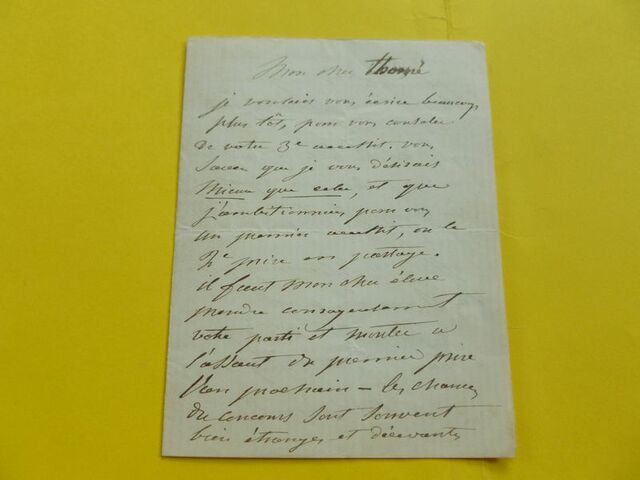 Mon cher Thomé
je voulais vous écrire beaucoup
plus tôt, pour vous consoler
de votre 3e accessit. vous
savez que je vous désirais
Mieux que cela, et que
j'ambitionnais pour vous
un premier accessit, ou le
2e prix en partage.
il faut Mon cher élève
prendre courageusement
votre parti et monter à
l'assaut du premier prix
l'an prochain – les chances
du concours sont souvent
bien étranges et décevantes